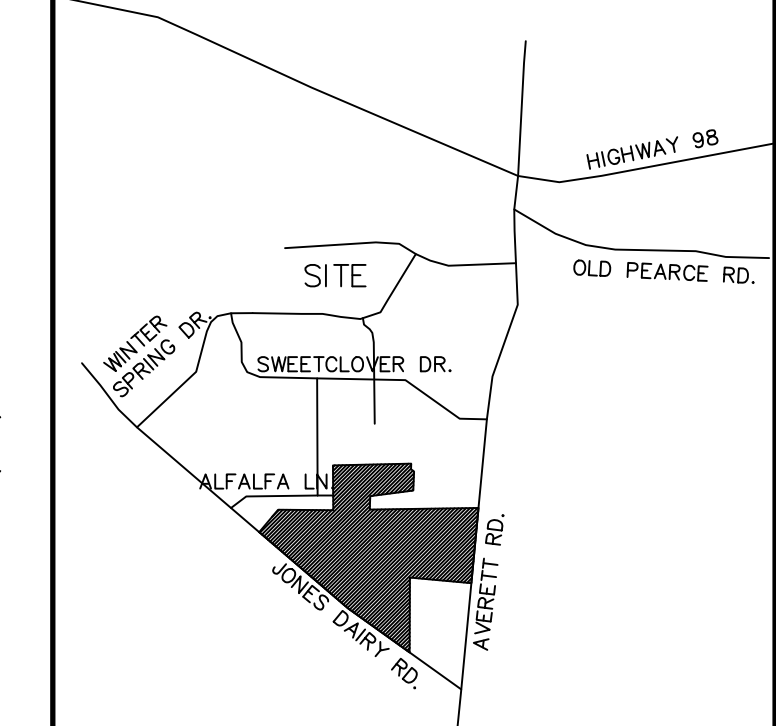 HIGHWAY 98
OLD PEARCE RD.
SITE
WINTER
SPRING DR.
SWEETCLOVER DR.
ALFALFA LN.
AVERETT RD.
JONES DAIRY RD.